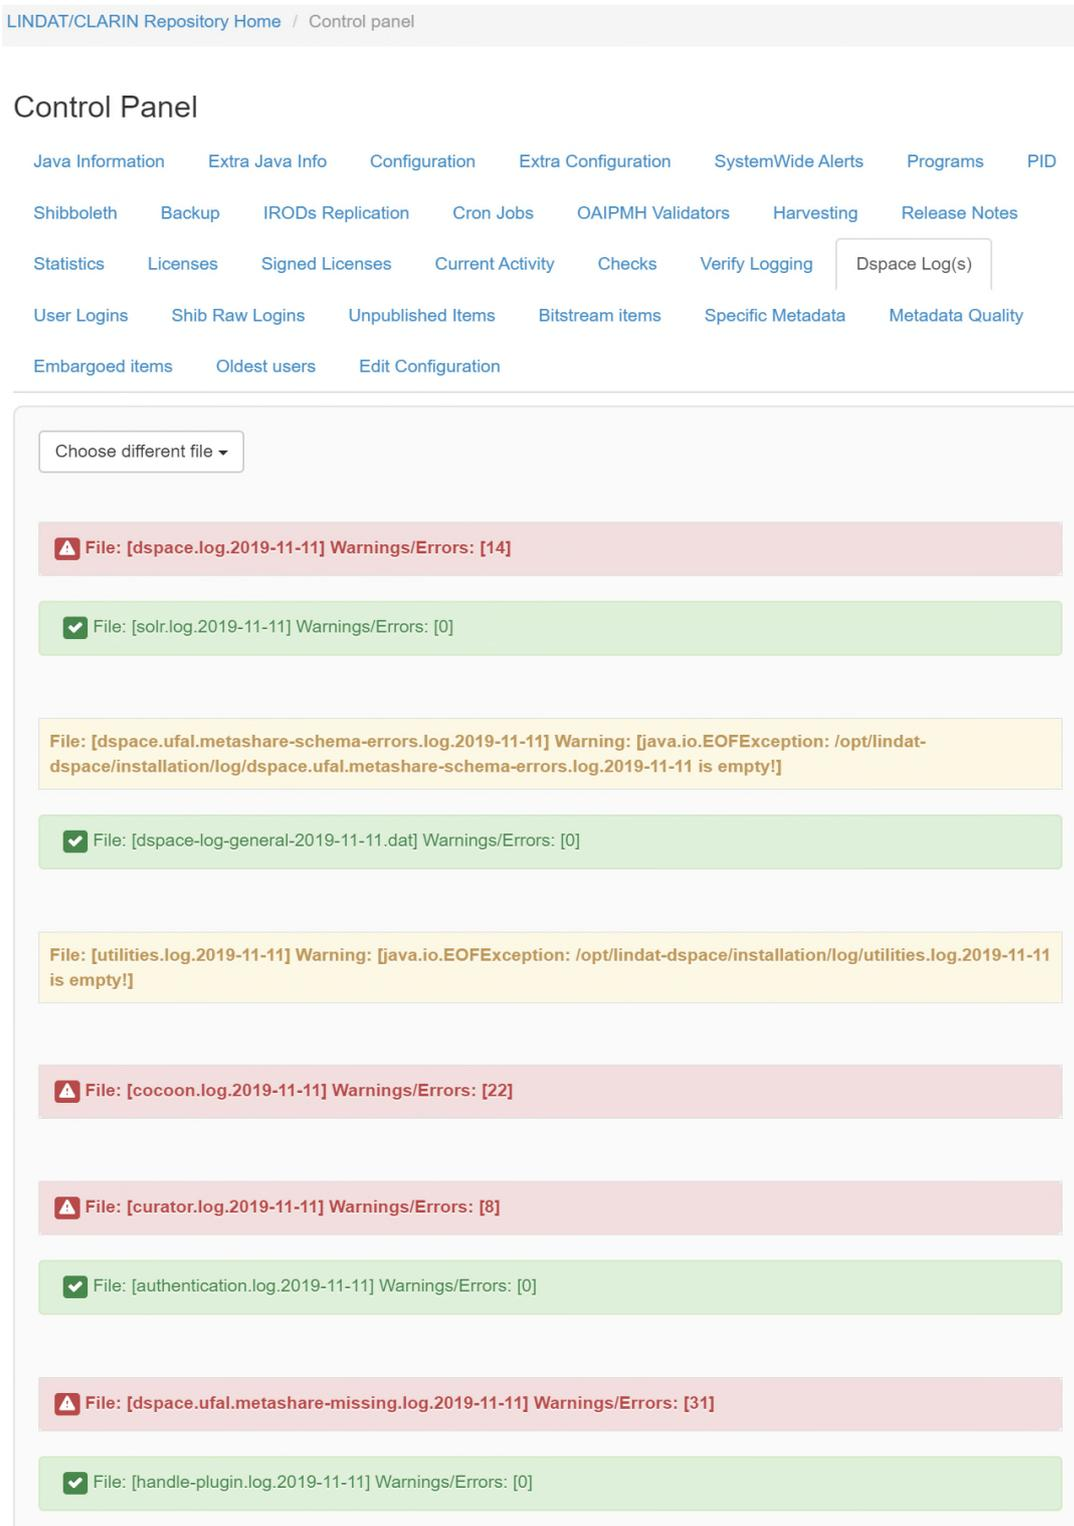 LINDAT/CLARIN Repository Home / Control panel
Control Panel
Java Information Extra Java Info Configuration Extra Configuration SystemWide Alerts Programs PID
Shibboleth Backup IRODs Replication Cron Jobs OAIPMH Validators Harvesting Release Notes
Statistics Licenses Signed Licenses Current Activity Checks Verify Logging Dspace Log(s)
User Logins Shib Raw Logins Unpublished Items Bitstream items Specific Metadata Metadata Quality
Embargoed items Oldest users Edit Configuration
Choose different file
File: [dspace.log.2019-11-11] Warnings/Errors: [14]
File: [solr.log.2019-11-11] Warnings/Errors: [0]
File: [dspace.ufal.metashare-schema-errors.log.2019-11-11] Warning: [java.io.EOFException: /opt/lindat-
dspace/installation/log/dspace.ufal.metashare-schema-errors.log.2019-11-11 is empty!]
File: [dspace-log-general-2019-11-11.dat] Warnings/Errors: [0]
File: [utilities.log.2019-11-11] Warning: [java.io.EOFException: /opt/lindat-dspace/installation/log/utilities.log.2019-11-11
is empty!]
File: [cocoon.log.2019-11-11] Warnings/Errors: [22]
File: [curator.log.2019-11-11] Warnings/Errors: [8]
File: [authentication.log.2019-11-11] Warnings/Errors: [0]
File: [dspace.ufal.metashare-missing.log.2019-11-11] Warnings/Errors: [31]
File: [handle-plugin.log.2019-11-11] Warnings/Errors: [0]